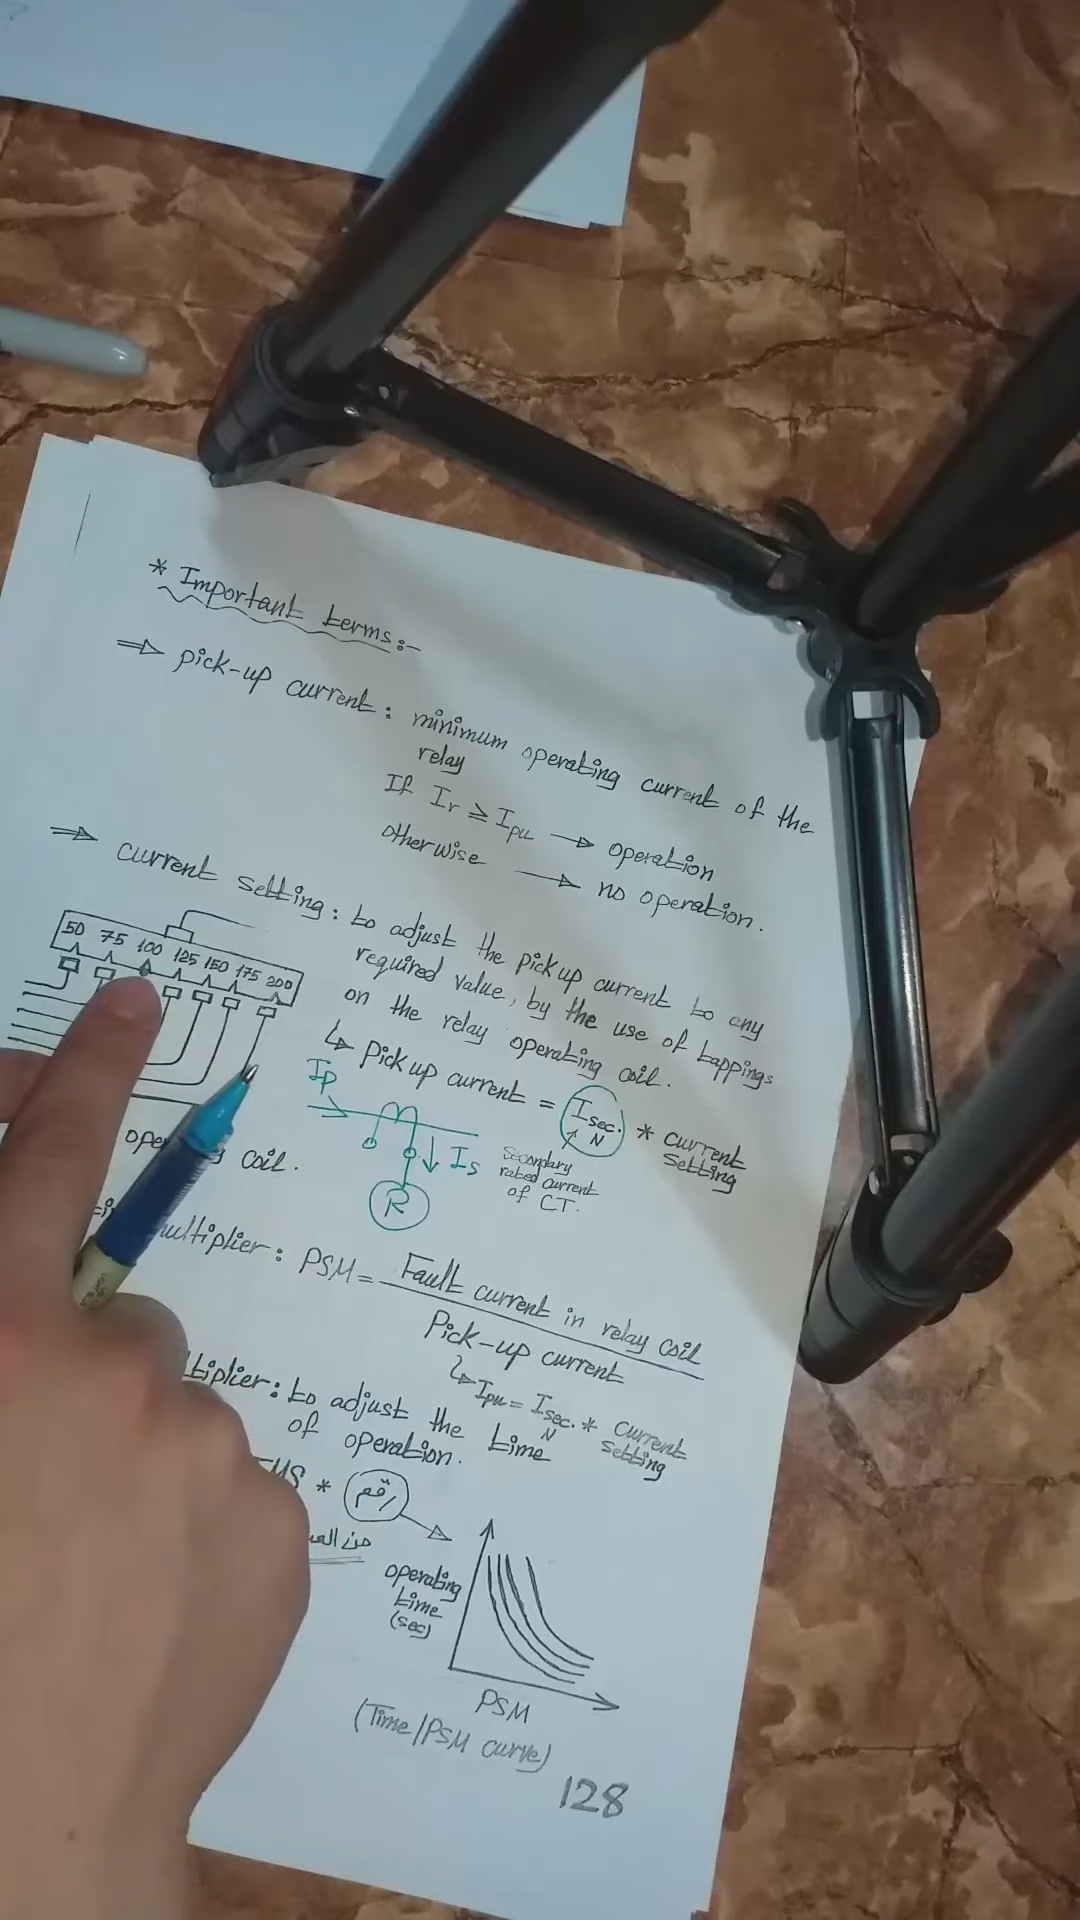 * Important terms:-
⇒ pick-up current: minimum operating current of the
relay
If Ir ≥ Ipu → operation
otherwise → no operation.
⇒ current setting: to adjust the pick up current to any
required value, by the use of tappings
on the relay operating coil.
50 75 100 125 150 175 200
↳ Pick up current = Isec. N * current
setting
Secondary
rated current
of CT.
Ip
Is
R
coil.
multiplier: PSM = Fault current in relay coil
Pick-up current
↳ Ipu = Isec. N * current
setting
to adjust the time
of operation.
* رقم
من
operating
time
(sec)
PSM
(Time/PSM curve)
128